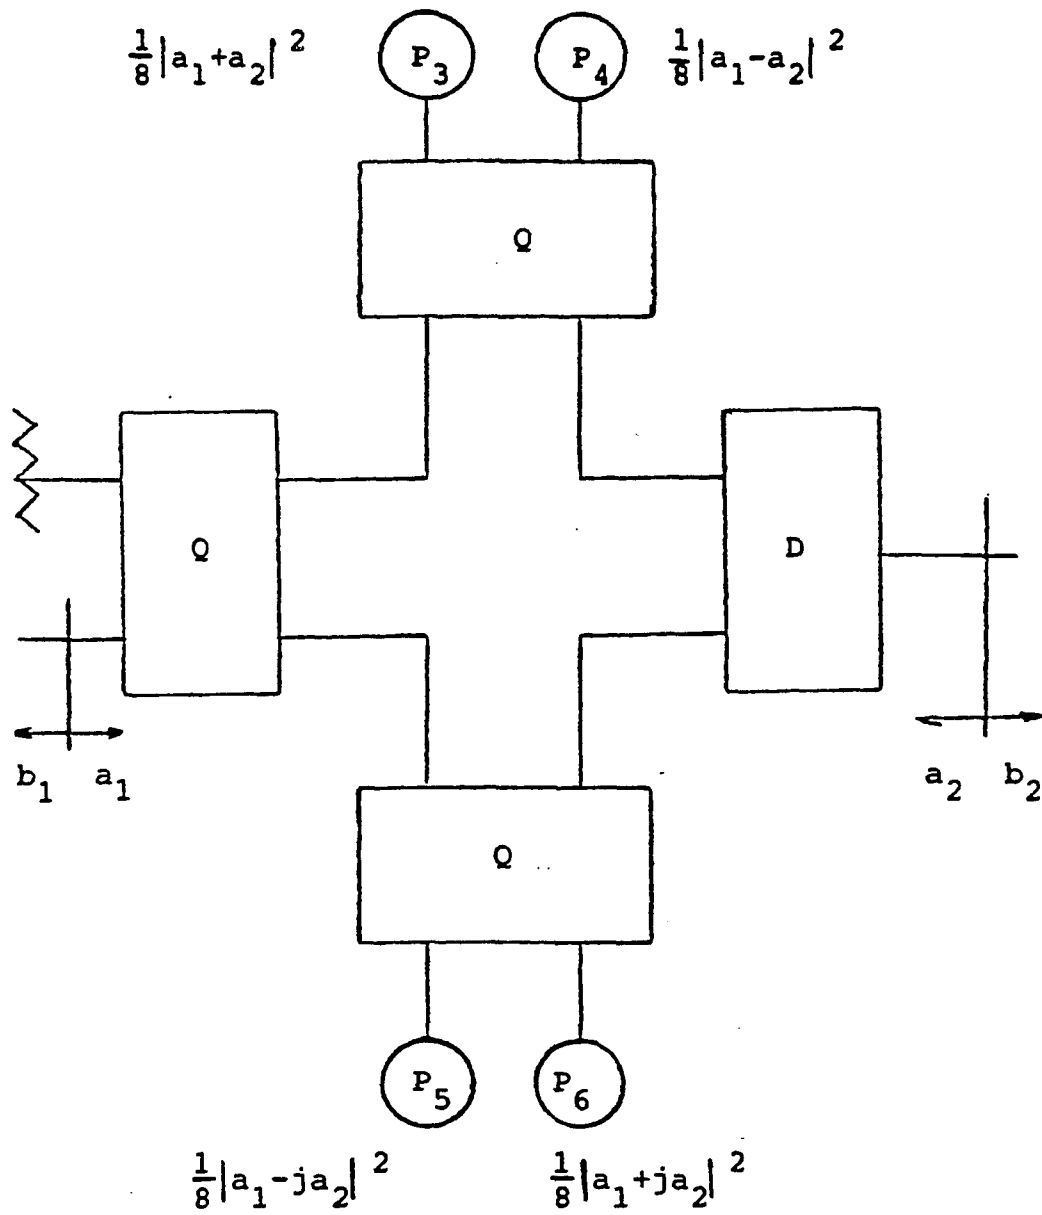 1/8|a₁+a₂|² P₃ P₄ 1/8|a₁-a₂|²
Q
Q D
b₁ a₁ a₂ b₂
Q
P₅ P₆
1/8|a₁-ja₂|² 1/8|a₁+ja₂|²